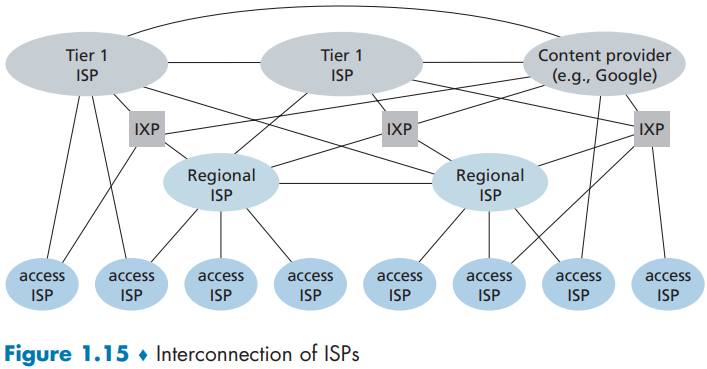 Tier 1
ISP
Tier 1
ISP
Content provider
(e.g., Google)
IXP
IXP
IXP
Regional
ISP
Regional
ISP
access
ISP
access
ISP
access
ISP
access
ISP
access
ISP
access
ISP
access
ISP
access
ISP
Figure 1.15 ♦ Interconnection of ISPs